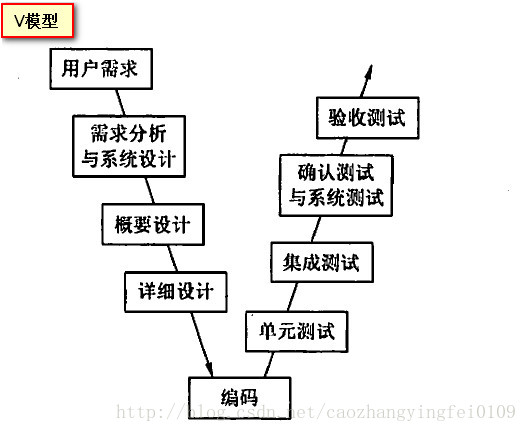 V模型
用户需求
需求分析
与系统设计
概要设计
详细设计
编码
单元测试
集成测试
确认测试
与系统测试
验收测试
http://blog.csdn.net/caozhangyingfei0109